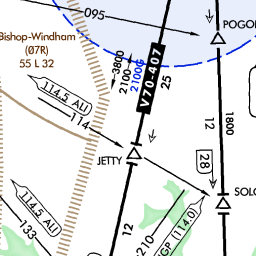 095
POGO
Bishop-Windham
(Ø7R)
55 L 32
3800
2100
2100G
V70-407
25
114.5 ALI
114
12
1800
JETTY
28
114.5 ALI
SOLO
133
12
210
GP (114.0)